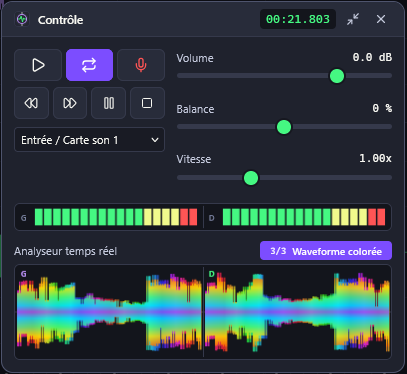 Contrôle 00:21.803
Volume 0.0 dB
Balance 0 %
Entrée / Carte son 1
Vitesse 1.00x
G D
Analyseur temps réel 3/3 Waveforme colorée
G D